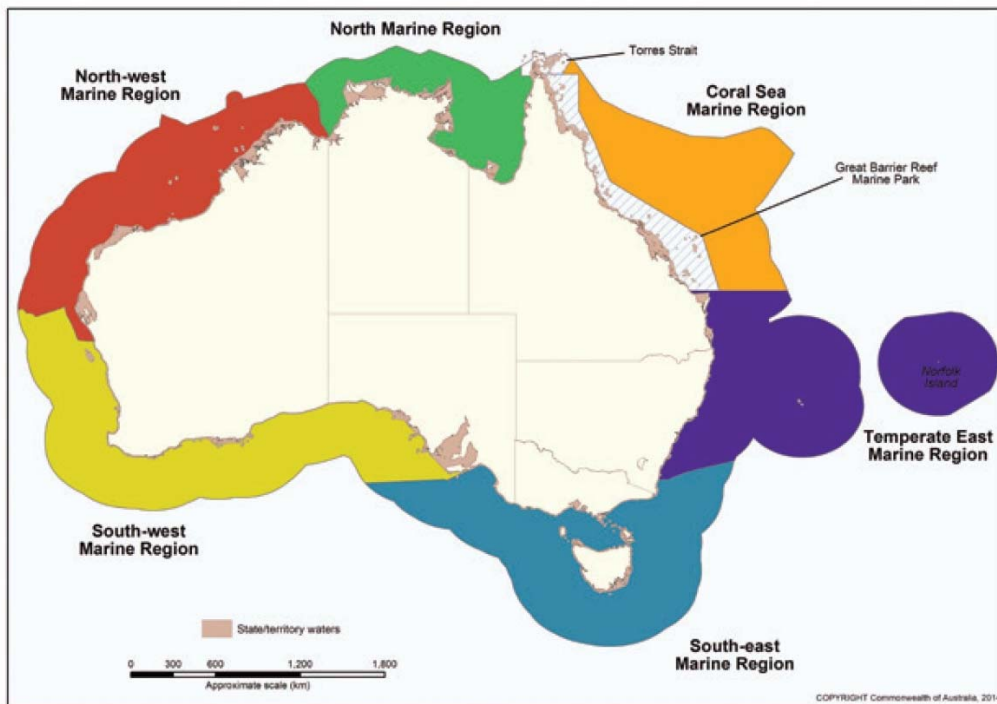 North Marine Region
Torres Strait
North-west
Marine Region
Coral Sea
Marine Region
Great Barrier Reef
Marine Park
Norfolk
Island
Temperate East
Marine Region
South-west
Marine Region
State/territory waters
South-east
Marine Region
0 300 600 1,200 1,800
Approximate scale (km)
COPYRIGHT Commonwealth of Australia,